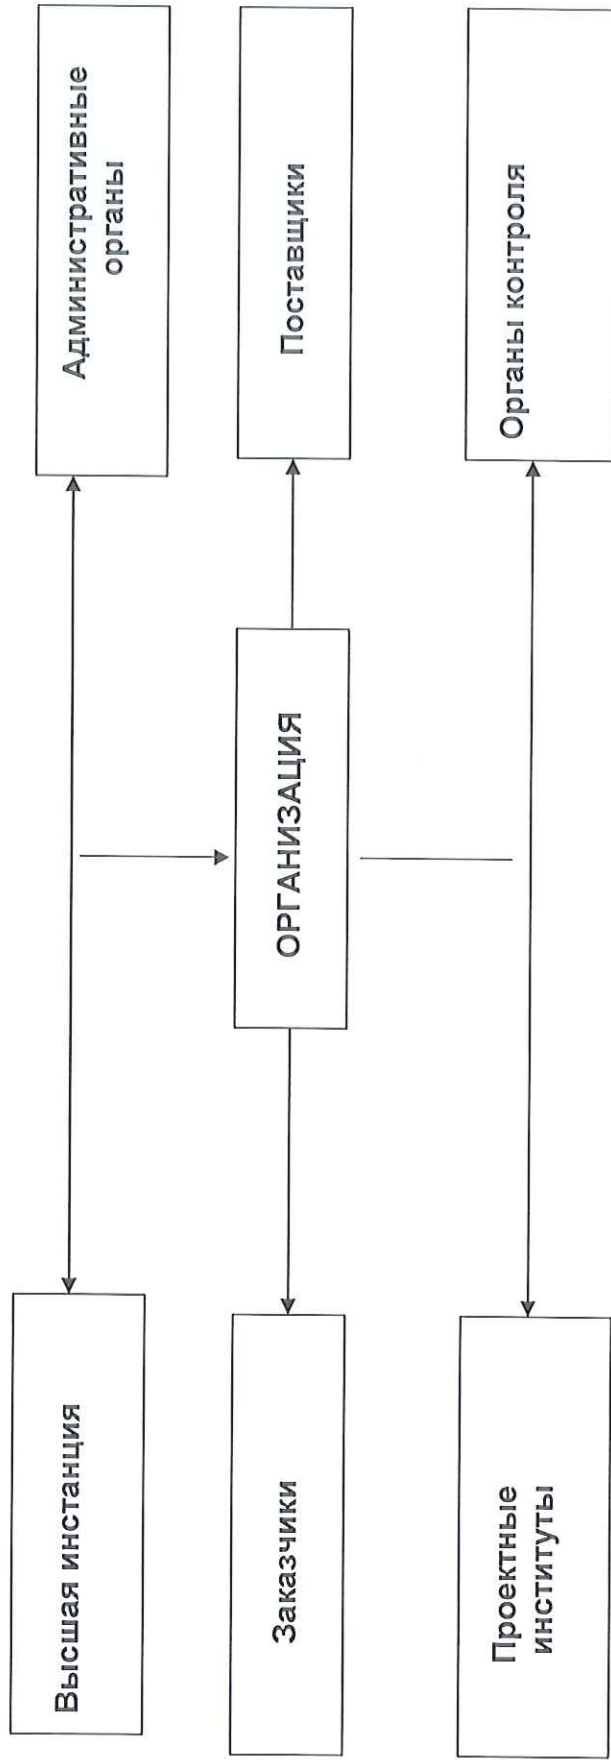 Высшая инстанция
Административные
органы
Заказчики
ОРГАНИЗАЦИЯ
Поставщики
Проектные
институты
Органы контроля